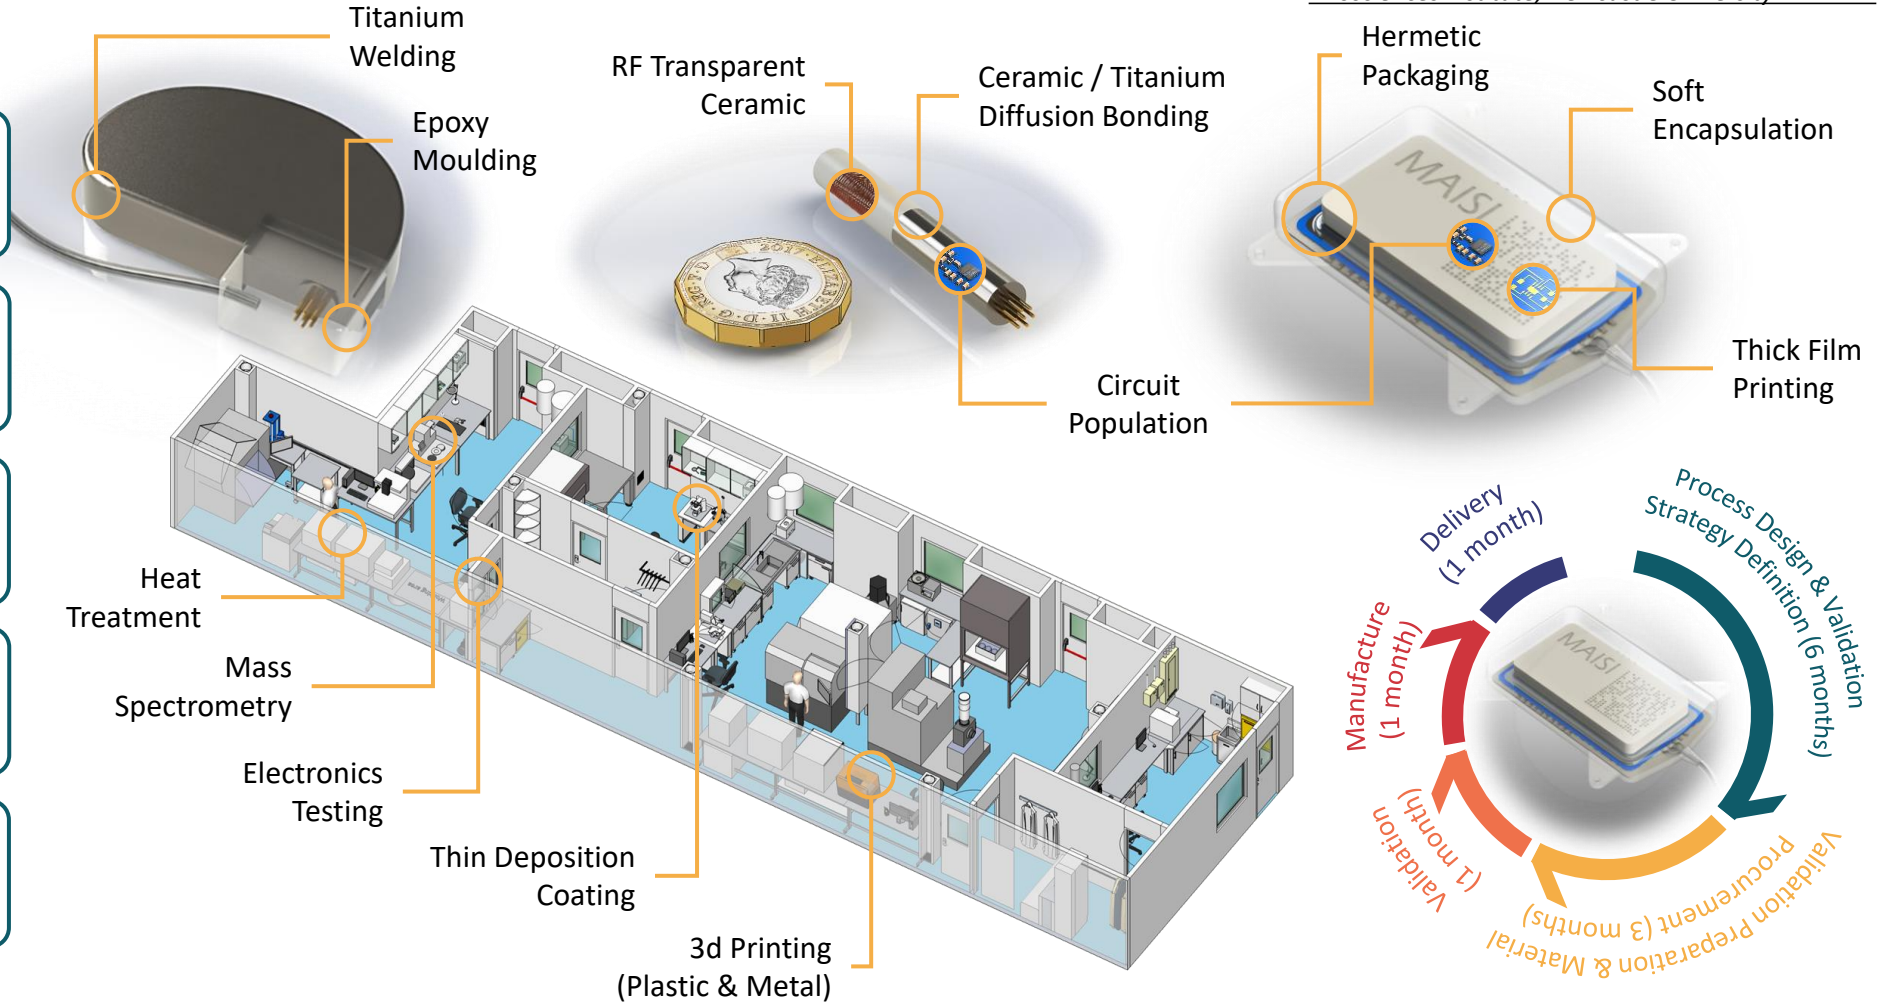 Titanium
Welding
Epoxy
Moulding
RF Transparent
Ceramic
Ceramic / Titanium
Diffusion Bonding
Hermetic
Packaging
Soft
Encapsulation
MAISI
2017
ELIZABETH II
Thick Film
Printing
Circuit
Population
Heat
Treatment
Mass
Spectrometry
Electronics
Testing
Thin Deposition
Coating
3d Printing
(Plastic & Metal)
Process Design & Validation
Strategy Definition (6 months)
Validation Preparation & Material
Procurement (3 months)
Validation
(1 month)
Manufacture
(1 month)
Delivery
(1 month)
MAISI